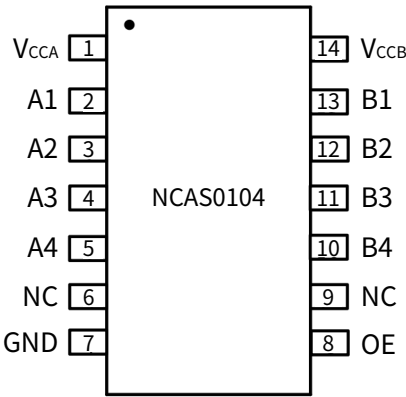 VCCA 1 14 VCCB
A1 2 13 B1
A2 3 12 B2
A3 4 NCAS0104 11 B3
A4 5 10 B4
NC 6 9 NC
GND 7 8 OE